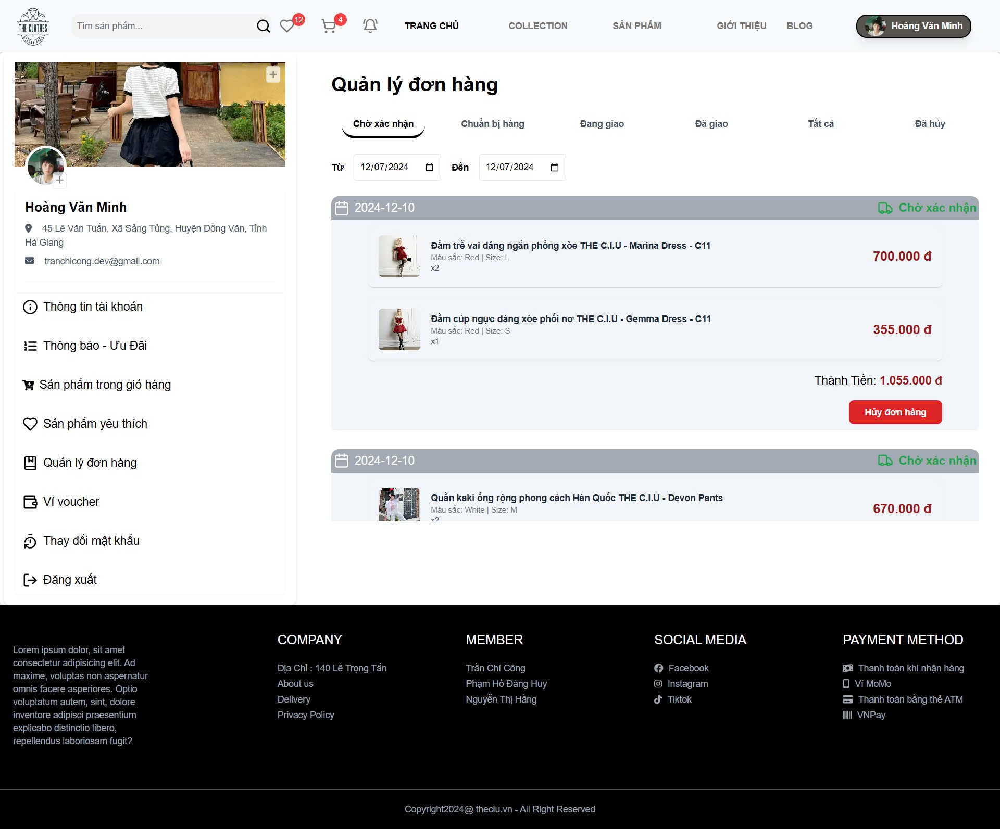 THE CLOTHES
Tìm sản phẩm...
12
4
TRANG CHỦ
COLLECTION
SẢN PHẨM
GIỚI THIỆU
BLOG
Hoàng Văn Minh
Hoàng Văn Minh
45 Lê Văn Tuấn, Xã Sảng Tủng, Huyện Đồng Văn, Tỉnh
Hà Giang
tranchicong.dev@gmail.com
Thông tin tài khoản
Thông báo - Ưu Đãi
Sản phẩm trong giỏ hàng
Sản phẩm yêu thích
Quản lý đơn hàng
Ví voucher
Thay đổi mật khẩu
Đăng xuất
Quản lý đơn hàng
Chờ xác nhận
Chuẩn bị hàng
Đang giao
Đã giao
Tất cả
Đã hủy
Từ 12/07/2024 Đến 12/07/2024
2024-12-10
Chờ xác nhận
Đầm trễ vai dáng ngắn phồng xòe THE C.I.U - Marina Dress - C11
Màu sắc: Red | Size: L
x2
700.000 đ
Đầm cúp ngực dáng xòe phối nơ THE C.I.U - Gemma Dress - C11
Màu sắc: Red | Size: S
x1
355.000 đ
Thành Tiền: 1.055.000 đ
Hủy đơn hàng
2024-12-10
Chờ xác nhận
Quần kaki ống rộng phong cách Hàn Quốc THE C.I.U - Devon Pants
Màu sắc: White | Size: M
x2
670.000 đ
Lorem ipsum dolor, sit amet
consectetur adipisicing elit. Ad
maxime, voluptas non aspernatur
omnis facere asperiores. Optio
voluptatum autem, sint, dolore
inventore adipisci praesentium
explicabo distinctio libero,
repellendus laboriosam fugit?
COMPANY
Địa Chỉ : 140 Lê Trọng Tấn
About us
Delivery
Privacy Policy
MEMBER
Trần Chí Công
Phạm Hồ Đăng Huy
Nguyễn Thị Hằng
SOCIAL MEDIA
Facebook
Instagram
Tiktok
PAYMENT METHOD
Thanh toán khi nhận hàng
Ví MoMo
Thanh toán bằng thẻ ATM
VNPay
Copyright2024@ theciu.vn - All Right Reserved